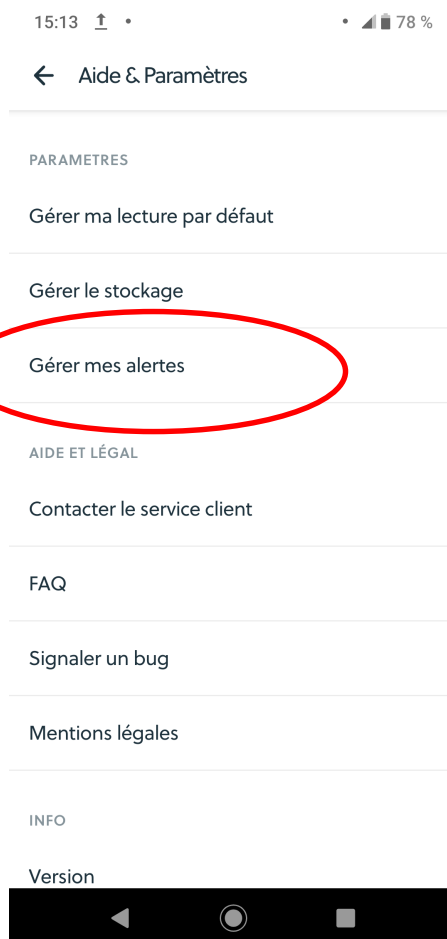 15:13 78 %
Aide & Paramètres
PARAMETRES
Gérer ma lecture par défaut
Gérer le stockage
Gérer mes alertes
AIDE ET LÉGAL
Contacter le service client
FAQ
Signaler un bug
Mentions légales
INFO
Version